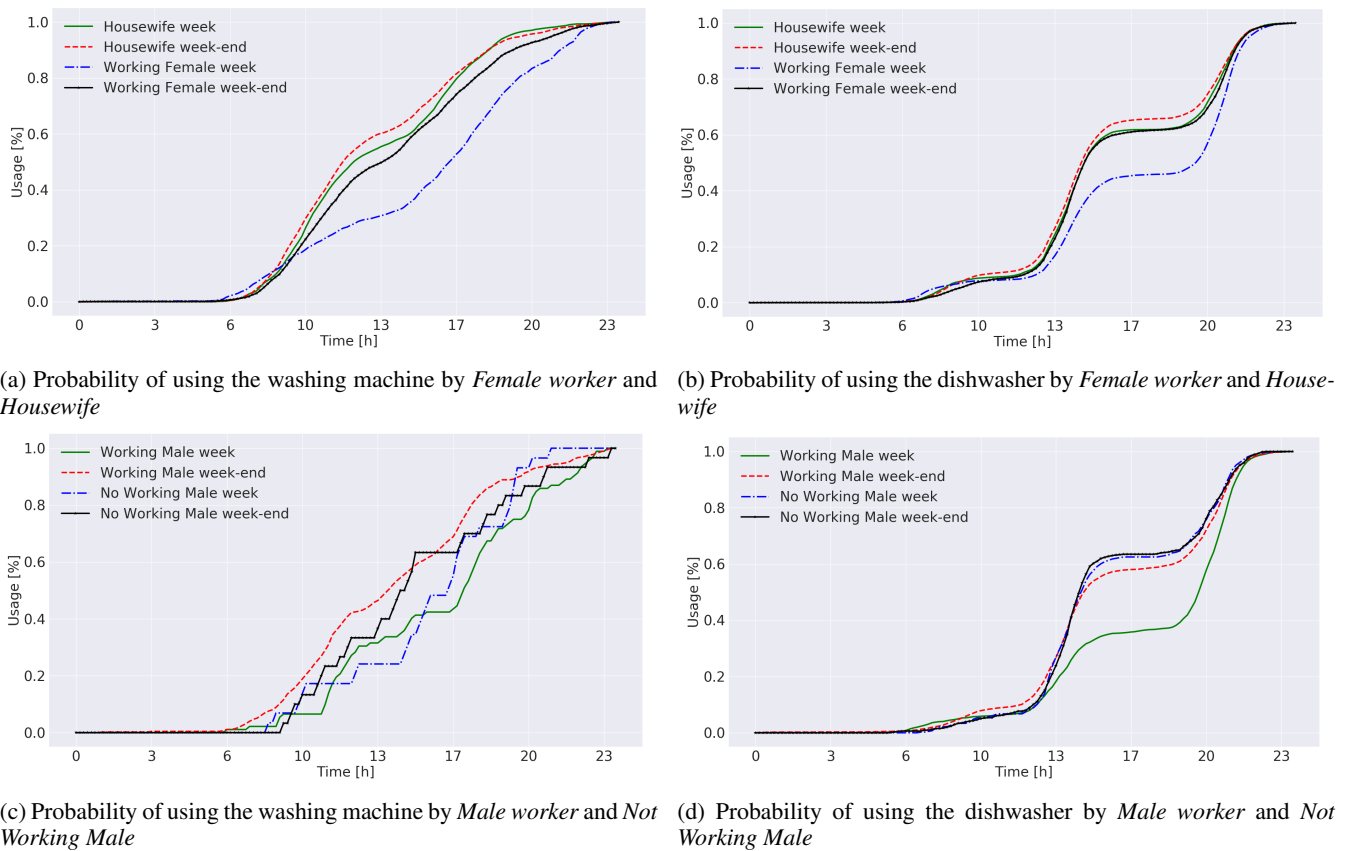 Housewife week
Housewife week-end
Working Female week
Working Female week-end
1.0
0.8
0.6
0.4
0.2
0.0
Usage [%]
0 3 6 10 13 17 20 23
Time [h]
(a) Probability of using the washing machine by Female worker and
Housewife
Housewife week
Housewife week-end
Working Female week
Working Female week-end
1.0
0.8
0.6
0.4
0.2
0.0
Usage [%]
0 3 6 10 13 17 20 23
Time [h]
(b) Probability of using the dishwasher by Female worker and House-
wife
Working Male week
Working Male week-end
No Working Male week
No Working Male week-end
1.0
0.8
0.6
0.4
0.2
0.0
Usage [%]
0 3 6 10 13 17 20 23
Time [h]
(c) Probability of using the washing machine by Male worker and Not
Working Male
Working Male week
Working Male week-end
No Working Male week
No Working Male week-end
1.0
0.8
0.6
0.4
0.2
0.0
Usage [%]
0 3 6 10 13 17 20 23
Time [h]
(d) Probability of using the dishwasher by Male worker and Not
Working Male